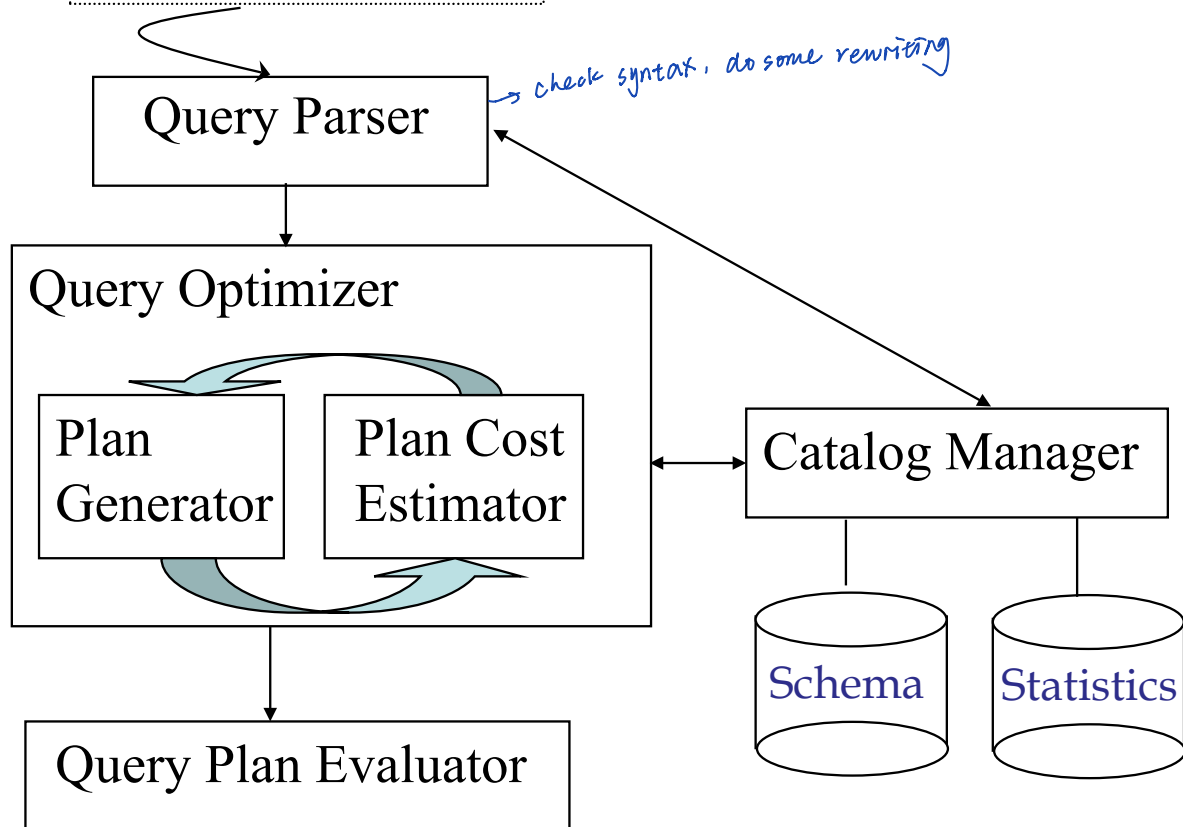 check syntax, do some rewriting
Query Parser
Query Optimizer
Plan
Generator
Plan Cost
Estimator
Catalog Manager
Schema
Statistics
Query Plan Evaluator